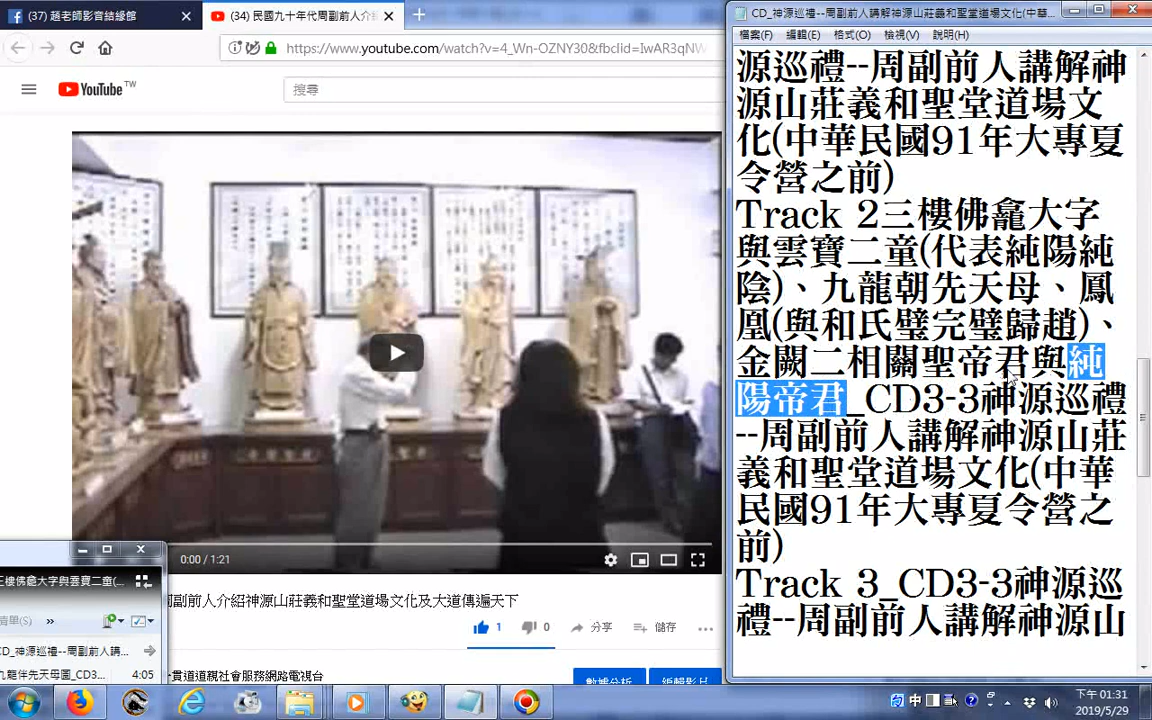 (37) 趙老師影音結緣館
(34) 民國九十年代周副前人介紹
https://www.youtube.com/watch?v=4_Wn-OZNY30&fbclid=IwAR3qNW
YouTube TW
搜尋
0:00 / 1:21
副前人介紹神源山莊義和聖堂道場文化及大道傳遍天下
1
0
分享
儲存
一貫道道親社會服務網路電視台
數據分析
編輯影片
CD_神源巡禮--周副前人講解神源山莊義和聖堂道場文化(中華...
檔案(F) 編輯(E) 格式(O) 檢視(V) 說明(H)
源巡禮--周副前人講解神
源山莊義和聖堂道場文
化(中華民國91年大專夏
令營之前)
Track 2三樓佛龕大字
與雲寶二童(代表純陽純
陰)、九龍朝先天母、鳳
凰(與和氏璧完璧歸趙)、
金闕二相關聖帝君與純
陽帝君_CD3-3神源巡禮
--周副前人講解神源山莊
義和聖堂道場文化(中華
民國91年大專夏令營之
前)
Track 3_CD3-3神源巡
禮--周副前人講解神源山
三樓佛龕大字與雲寶二童(...
清單(S)
CD_神源巡禮--周副前人講...
九龍伴先天母圖_CD3... 4:05
中
下午 01:31
2019/5/29